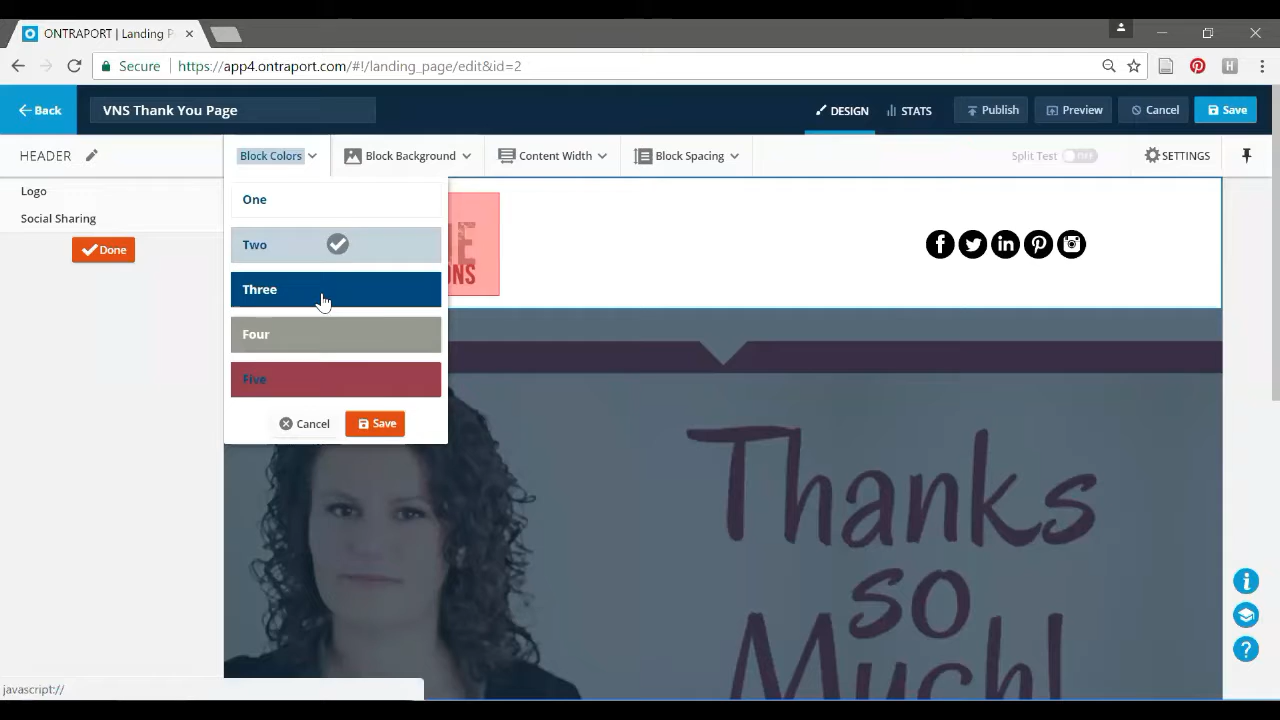 ONTRAPORT | Landing P
Secure https://app4.ontraport.com/#!/landing_page/edit&id=2
Back
VNS Thank You Page
DESIGN
STATS
Publish
Preview
Cancel
Save
HEADER
Block Colors
Block Background
Content Width
Block Spacing
Split Test OFF
SETTINGS
Logo
Social Sharing
Done
One
Two
Three
Four
Five
Cancel
Save
ONS
Thanks
so
Much!
javascript://